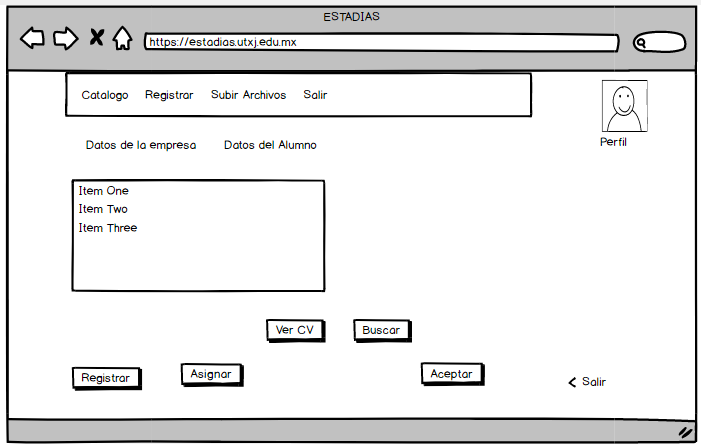 ESTADIAS
https://estadias.utxj.edu.mx
Catalogo Registrar Subir Archivos Salir
Perfil
Datos de la empresa Datos del Alumno
Item One
Item Two
Item Three
Ver CV Buscar
Registrar Asignar Aceptar < Salir